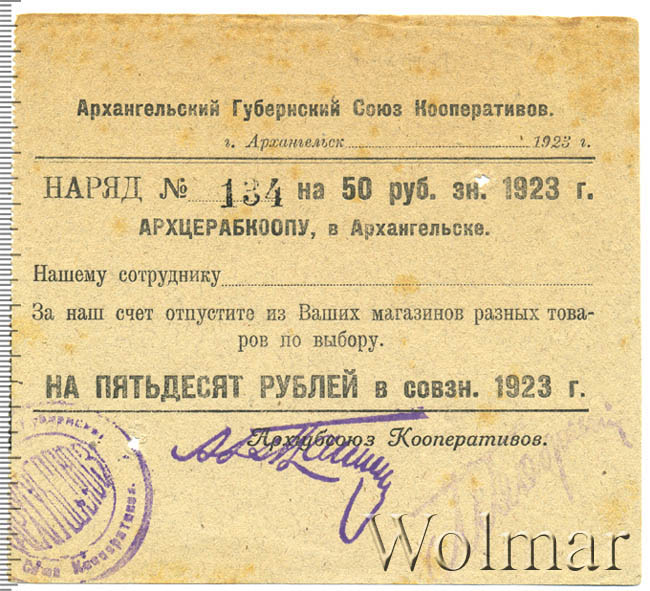 Архангельский Губернский Союз Кооперативов.
г. Архангельск 1923 г.
НАРЯД № 134 на 50 руб. зн. 1923 г.
АРХЦЕРАБКООПУ, в Архангельске.
Нашему сотруднику
За наш счет отпустите из Ваших магазинов разных това-
ров по выбору.
НА ПЯТЬДЕСЯТ РУБЛЕЙ в совзн. 1923 г.
Архгубсоюз Кооперативов.
Союз Кооперативов
Wolmar